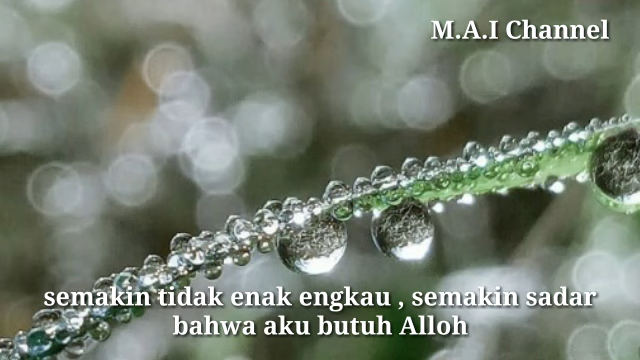 M.A.I Channel
semakin tidak enak engkau , semakin sadar
bahwa aku butuh Alloh